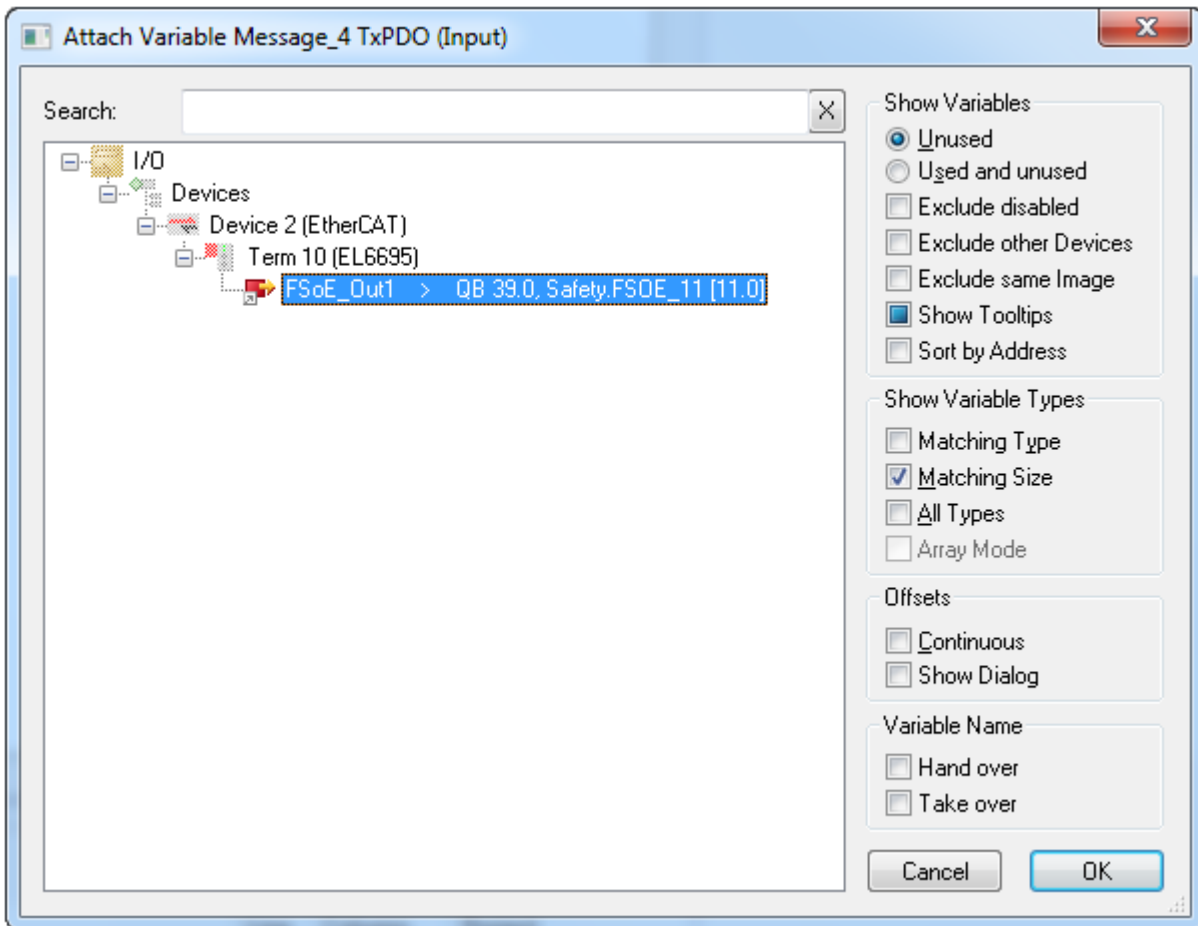 Attach Variable Message_4 TxPDO (Input)
Search:
I/O
Devices
Device 2 (EtherCAT)
Term 10 (EL6695)
FSoE_Out1 > QB 39.0, Safety.FSOE_11 [11.0]
Show Variables
Unused
Used and unused
Exclude disabled
Exclude other Devices
Exclude same Image
Show Tooltips
Sort by Address
Show Variable Types
Matching Type
Matching Size
All Types
Array Mode
Offsets
Continuous
Show Dialog
Variable Name
Hand over
Take over
Cancel
OK